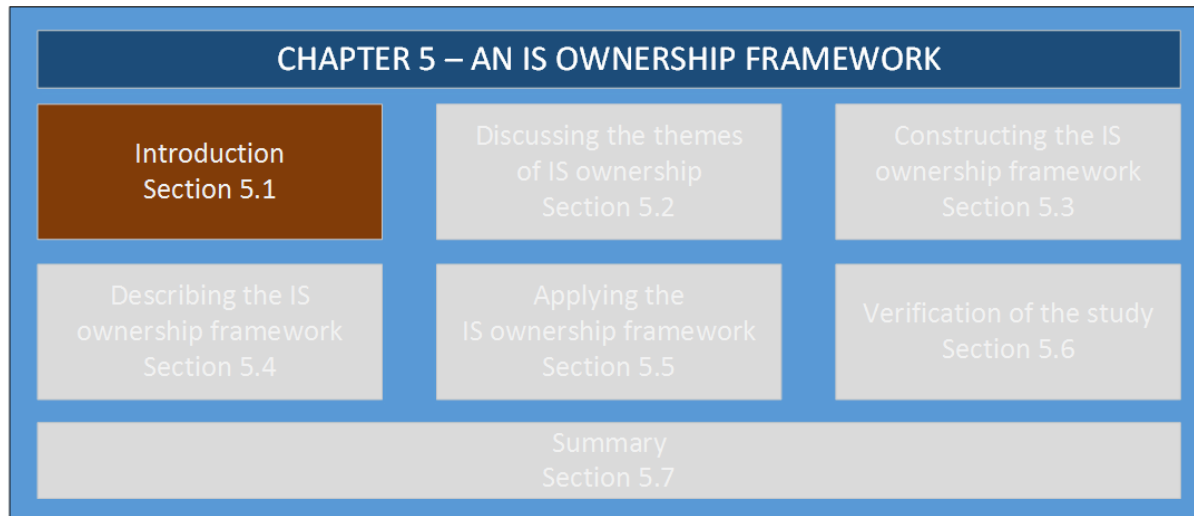 CHAPTER 5 – AN IS OWNERSHIP FRAMEWORK
Introduction
Section 5.1
Discussing the themes
of IS ownership
Section 5.2
Constructing the IS
ownership framework
Section 5.3
Describing the IS
ownership framework
Section 5.4
Applying the
IS ownership framework
Section 5.5
Verification of the study
Section 5.6
Summary
Section 5.7